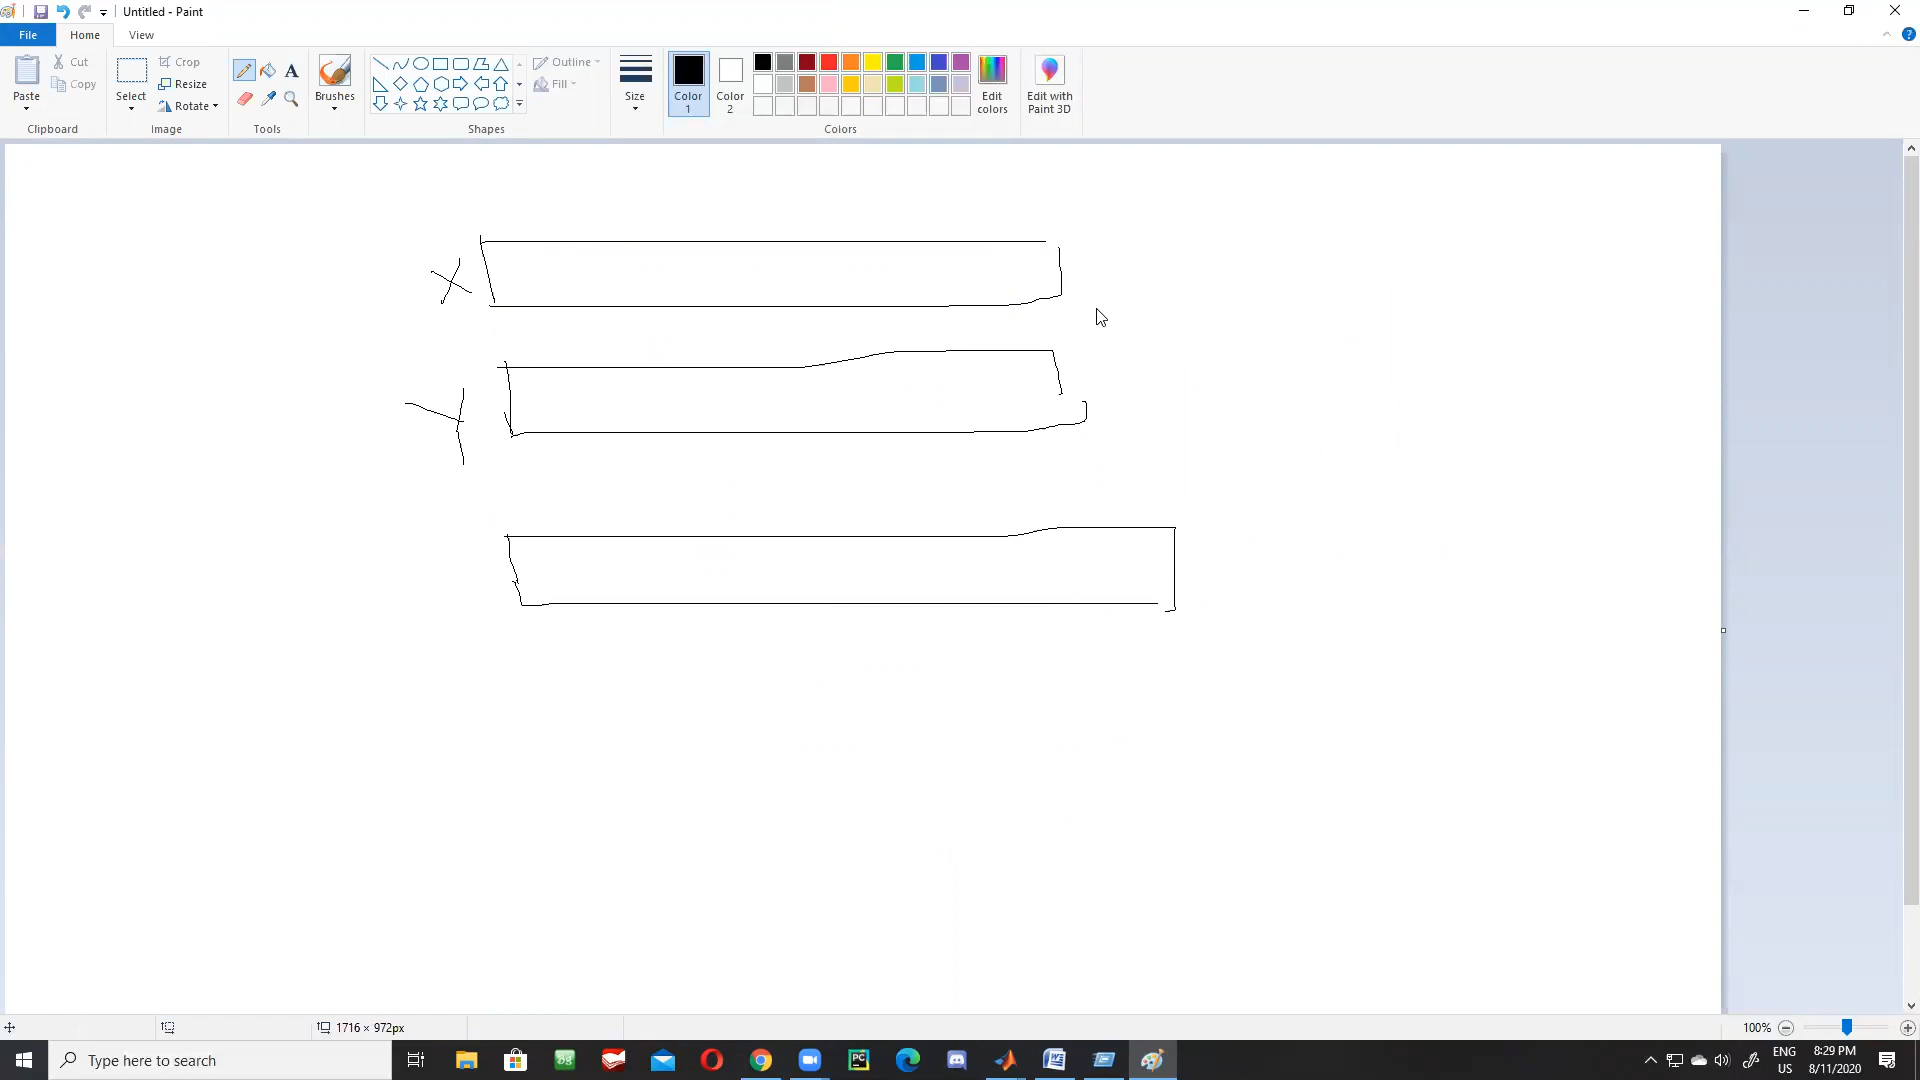 Untitled - Paint
File Home View
Paste
Cut
Copy
Clipboard
Select
Crop
Resize
Rotate
Image
Tools
Brushes
Shapes
Outline
Fill
Size
Color 1
Color 2
Colors
Edit colors
Edit with Paint 3D
X
Y
1716 × 972px
100%
Type here to search
PC
ENG
US
8:29 PM
8/11/2020